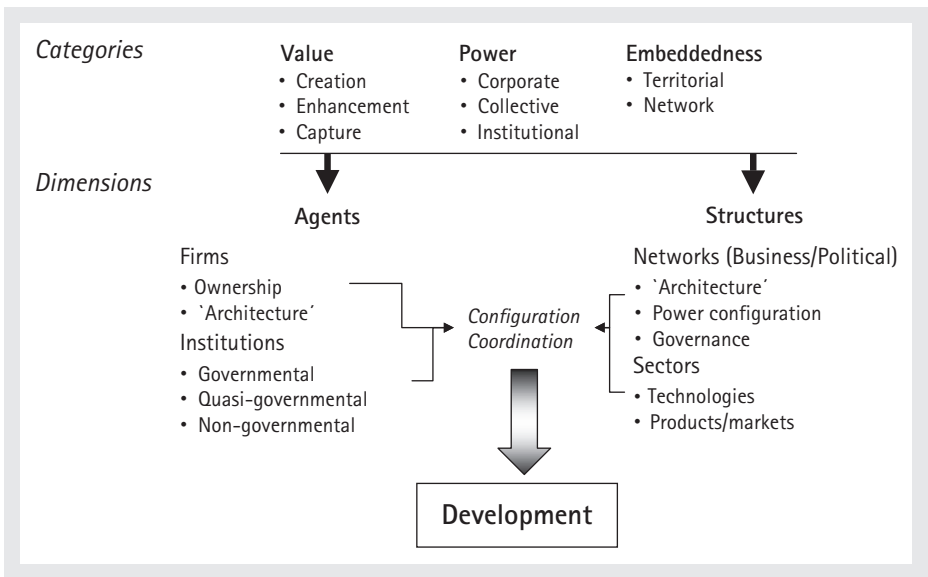 Categories
Value
• Creation
• Enhancement
• Capture
Power
• Corporate
• Collective
• Institutional
Embeddedness
• Territorial
• Network
Dimensions
Agents
Firms
• Ownership
• `Architecture´
Institutions
• Governmental
• Quasi-governmental
• Non-governmental
Configuration
Coordination
Structures
Networks (Business/Political)
• `Architecture´
• Power configuration
• Governance
Sectors
• Technologies
• Products/markets
Development